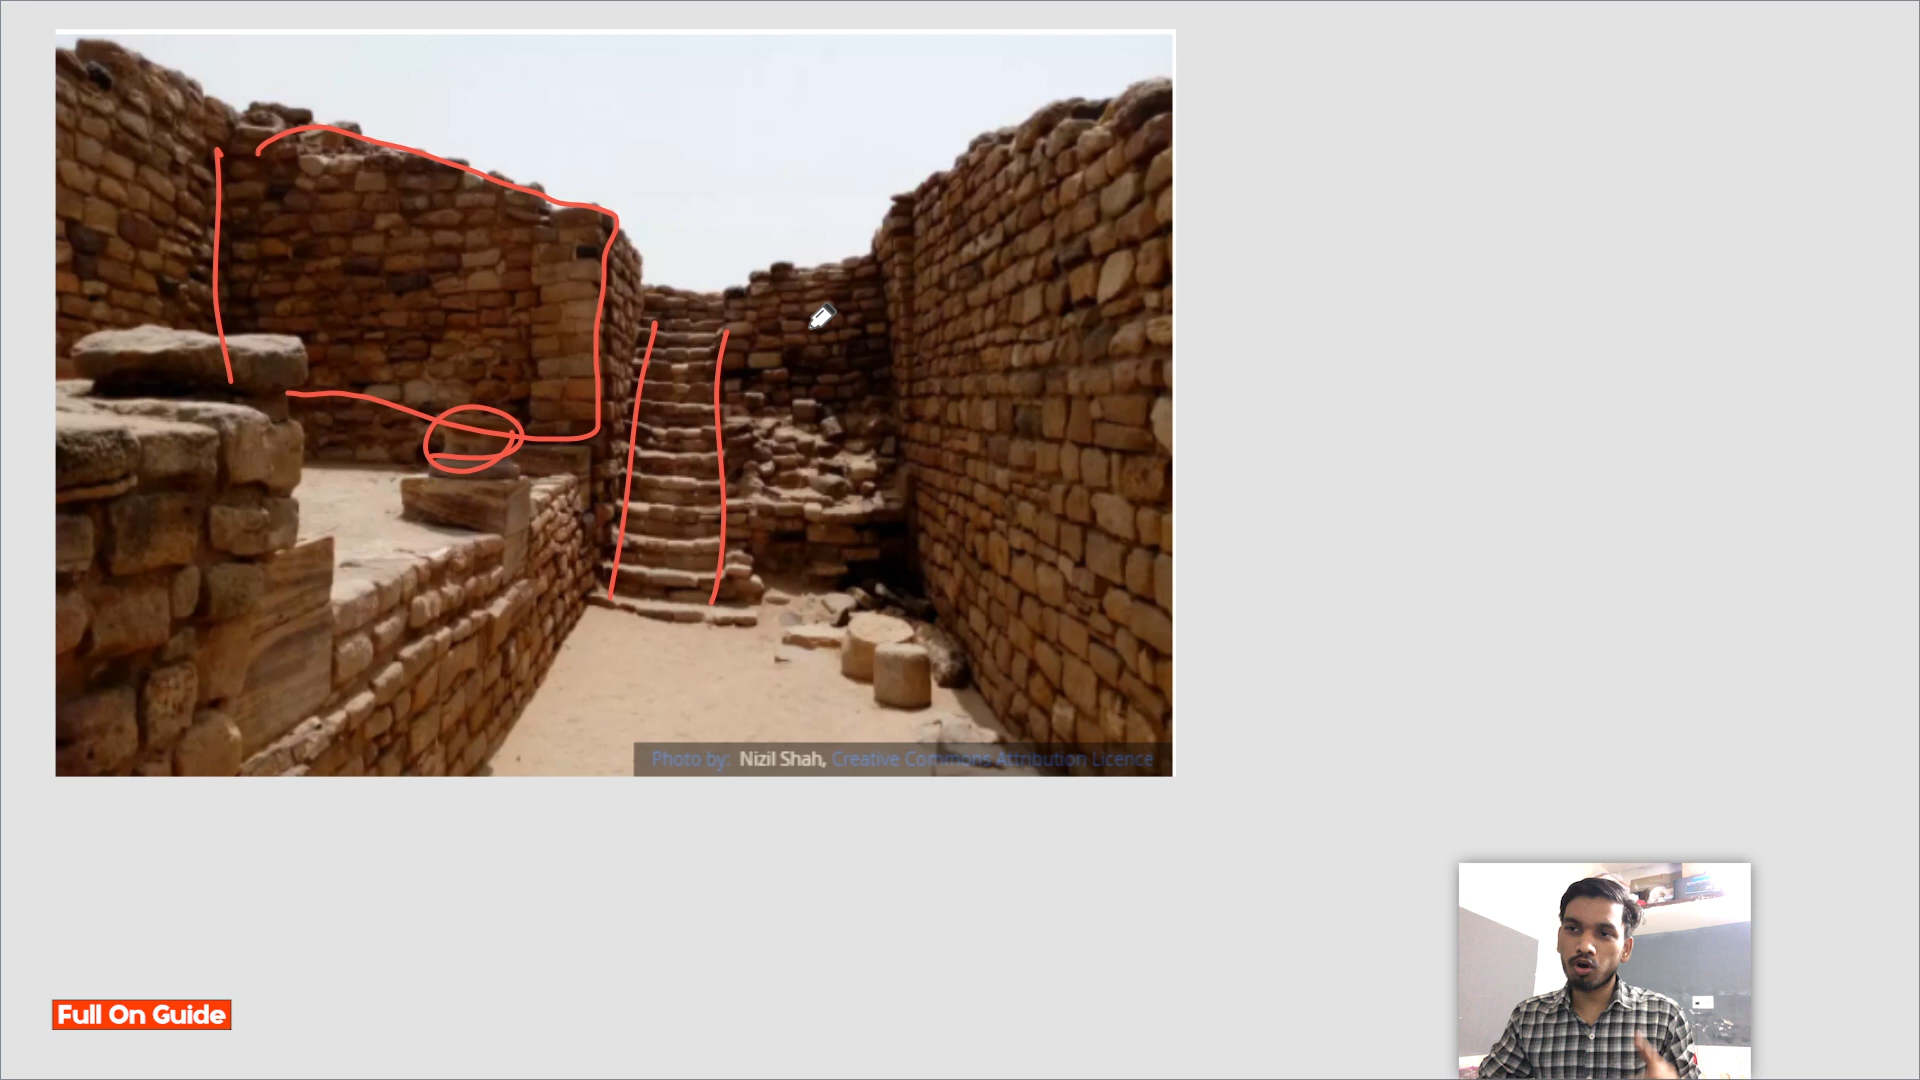 Photo by: Nizil Shah, Creative Commons Attribution Licence
Full On Guide